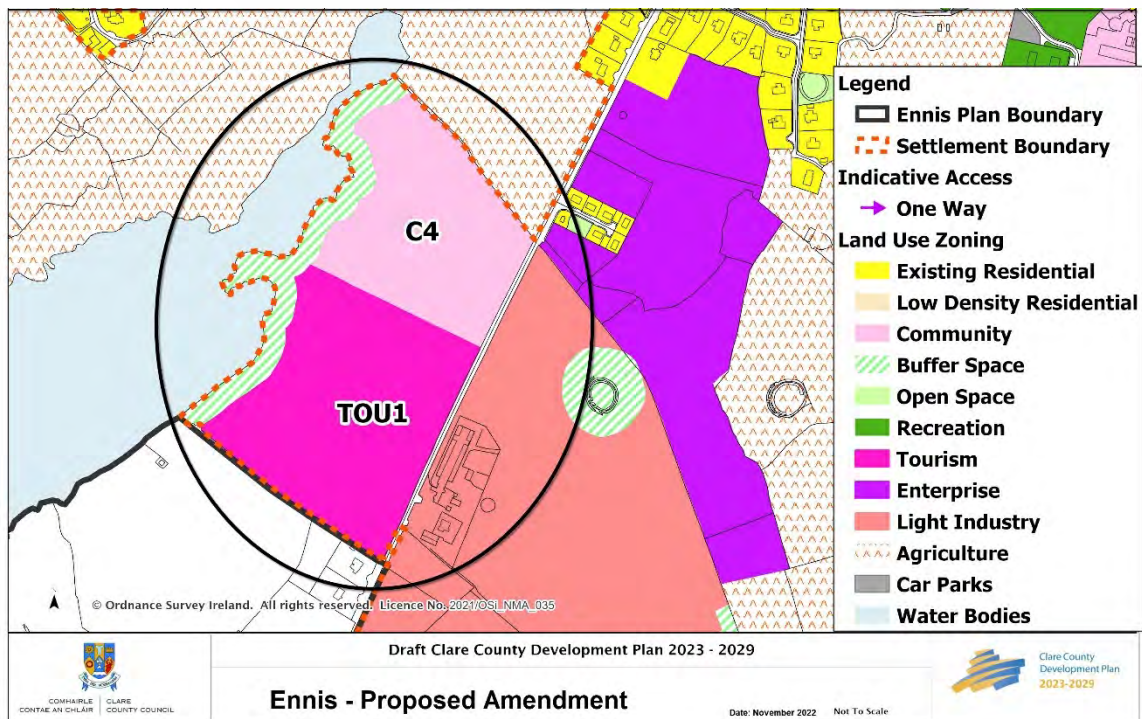 C4
TOU1
Legend
Ennis Plan Boundary
Settlement Boundary
Indicative Access
One Way
Land Use Zoning
Existing Residential
Low Density Residential
Community
Buffer Space
Open Space
Recreation
Tourism
Enterprise
Light Industry
Agriculture
Car Parks
Water Bodies
© Ordnance Survey Ireland. All rights reserved. Licence No. 2021/OSI_NMA_035
COMHAIRLE CONTAE AN CHLÁIR
CLARE COUNTY COUNCIL
Draft Clare County Development Plan 2023 - 2029
Ennis - Proposed Amendment
Date: November 2022 Not To Scale
Clare County
Development Plan
2023-2029